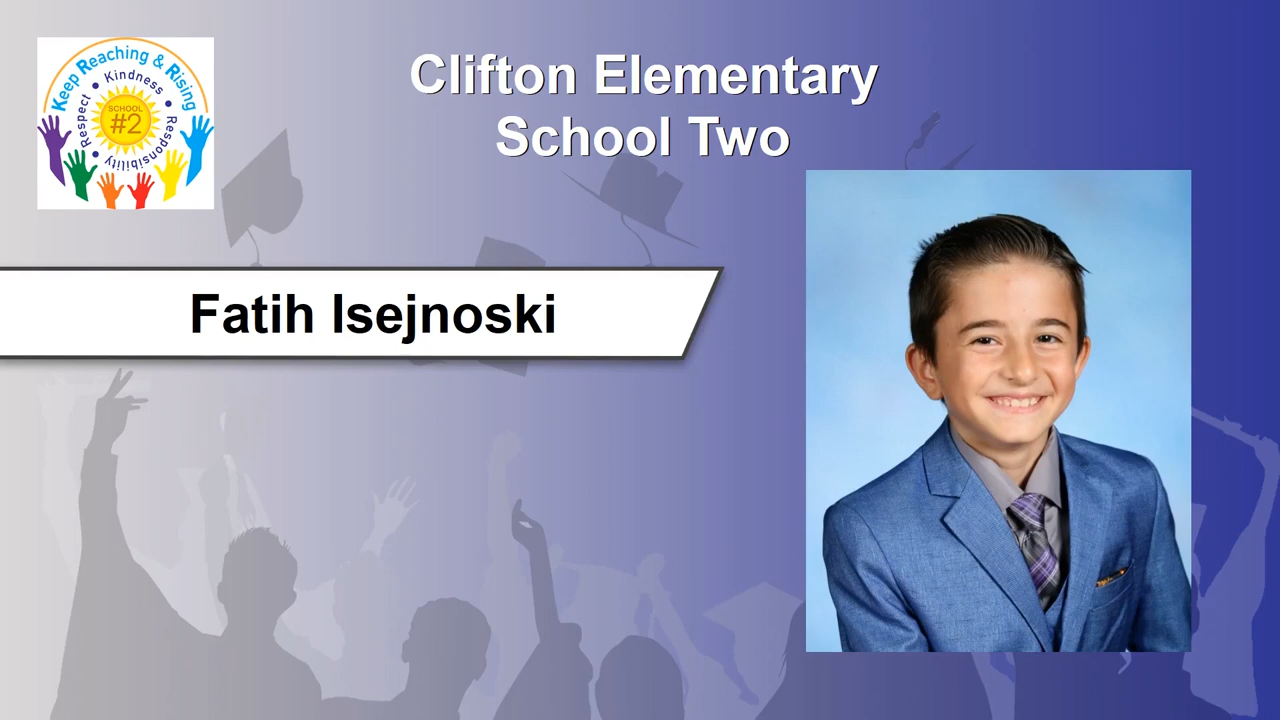 Keep Reaching & Rising
Kindness
Respect
Responsibility
SCHOOL
#2
Clifton Elementary
School Two
Fatih Isejnoski